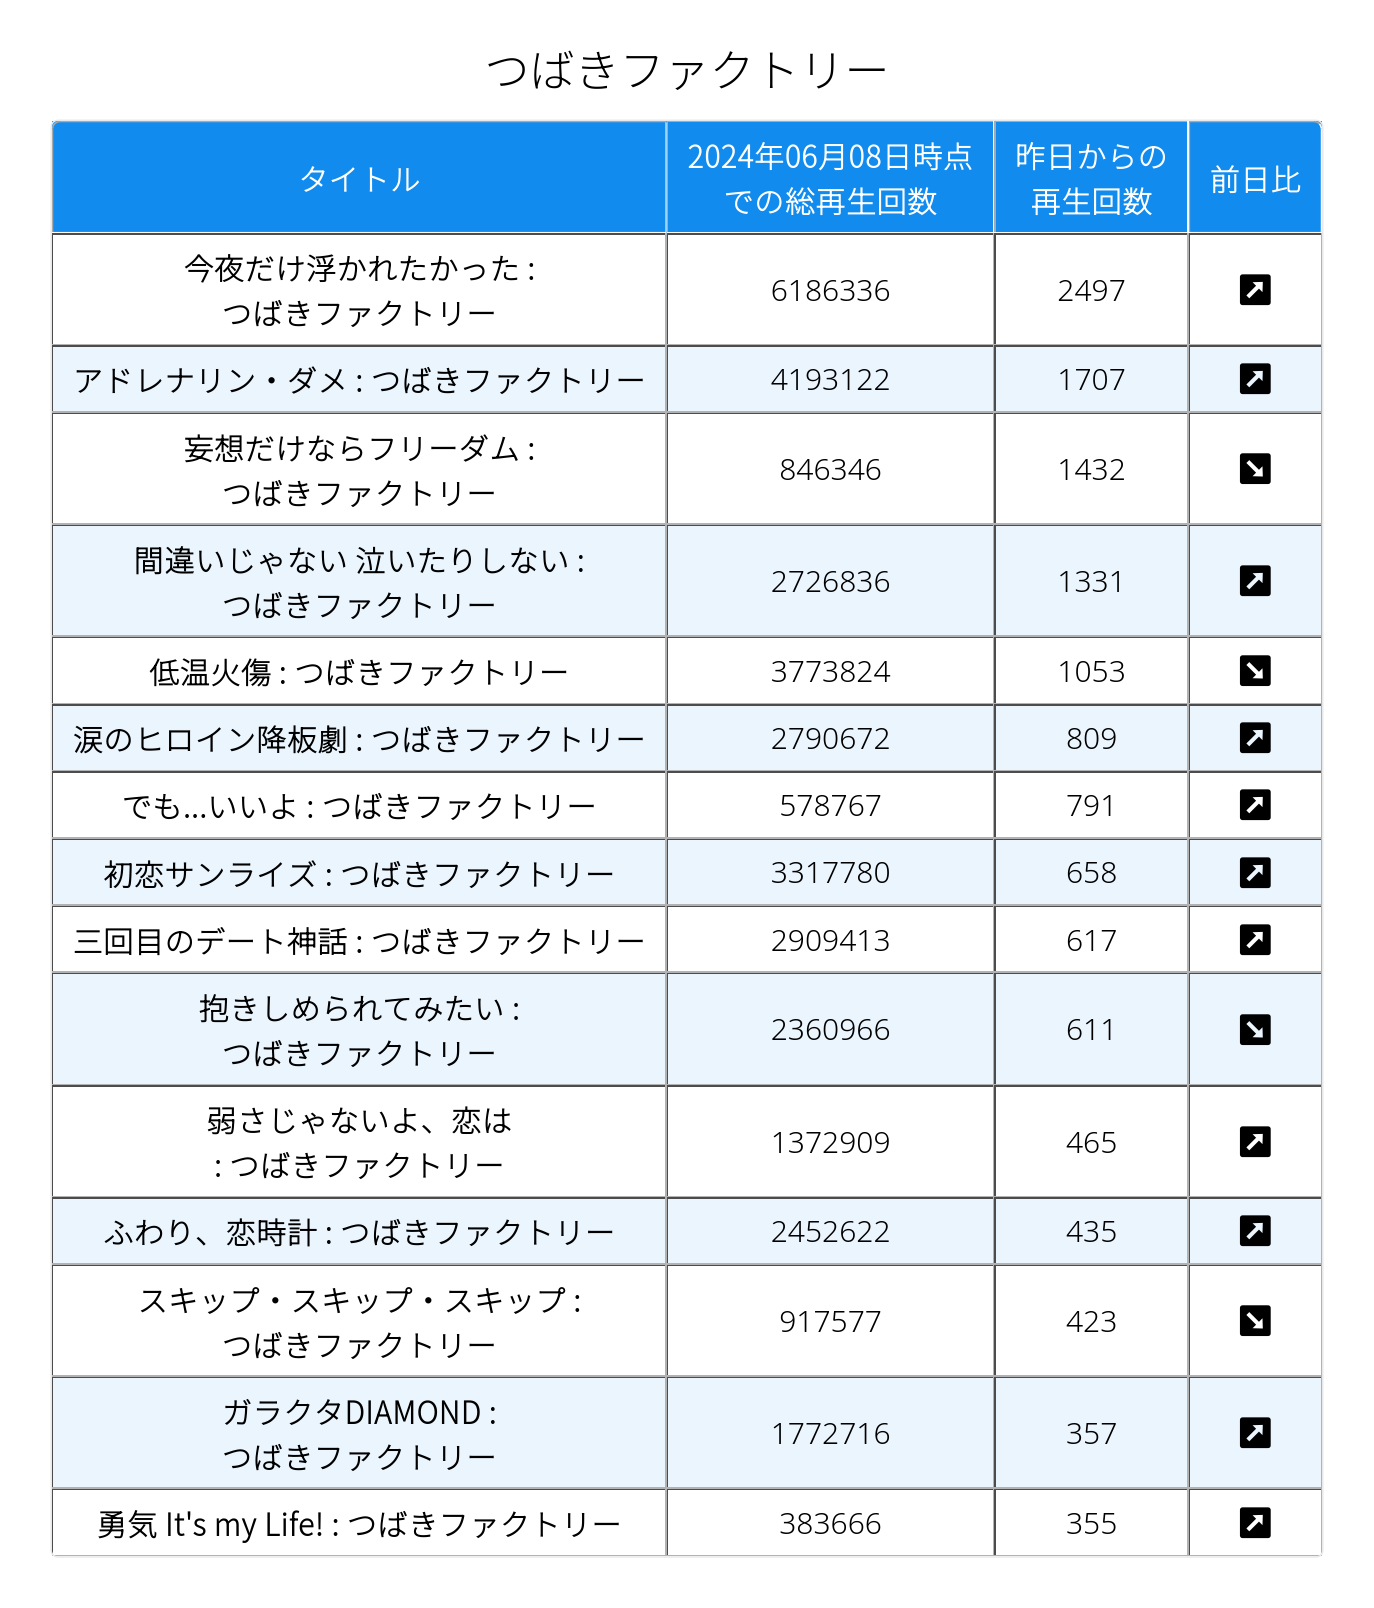 つばきファクトリー
タイトル
2024年06月08日時点
での総再生回数
昨日からの
再生回数
前日比
今夜だけ浮かれたかった :
つばきファクトリー
6186336
2497
アドレナリン・ダメ : つばきファクトリー
4193122
1707
妄想だけならフリーダム :
つばきファクトリー
846346
1432
間違いじゃない 泣いたりしない :
つばきファクトリー
2726836
1331
低温火傷 : つばきファクトリー
3773824
1053
涙のヒロイン降板劇 : つばきファクトリー
2790672
809
でも...いいよ : つばきファクトリー
578767
791
初恋サンライズ : つばきファクトリー
3317780
658
三回目のデート神話 : つばきファクトリー
2909413
617
抱きしめられてみたい :
つばきファクトリー
2360966
611
弱さじゃないよ、恋は
: つばきファクトリー
1372909
465
ふわり、恋時計 : つばきファクトリー
2452622
435
スキップ・スキップ・スキップ :
つばきファクトリー
917577
423
ガラクタDIAMOND :
つばきファクトリー
1772716
357
勇気 It's my Life! : つばきファクトリー
383666
355